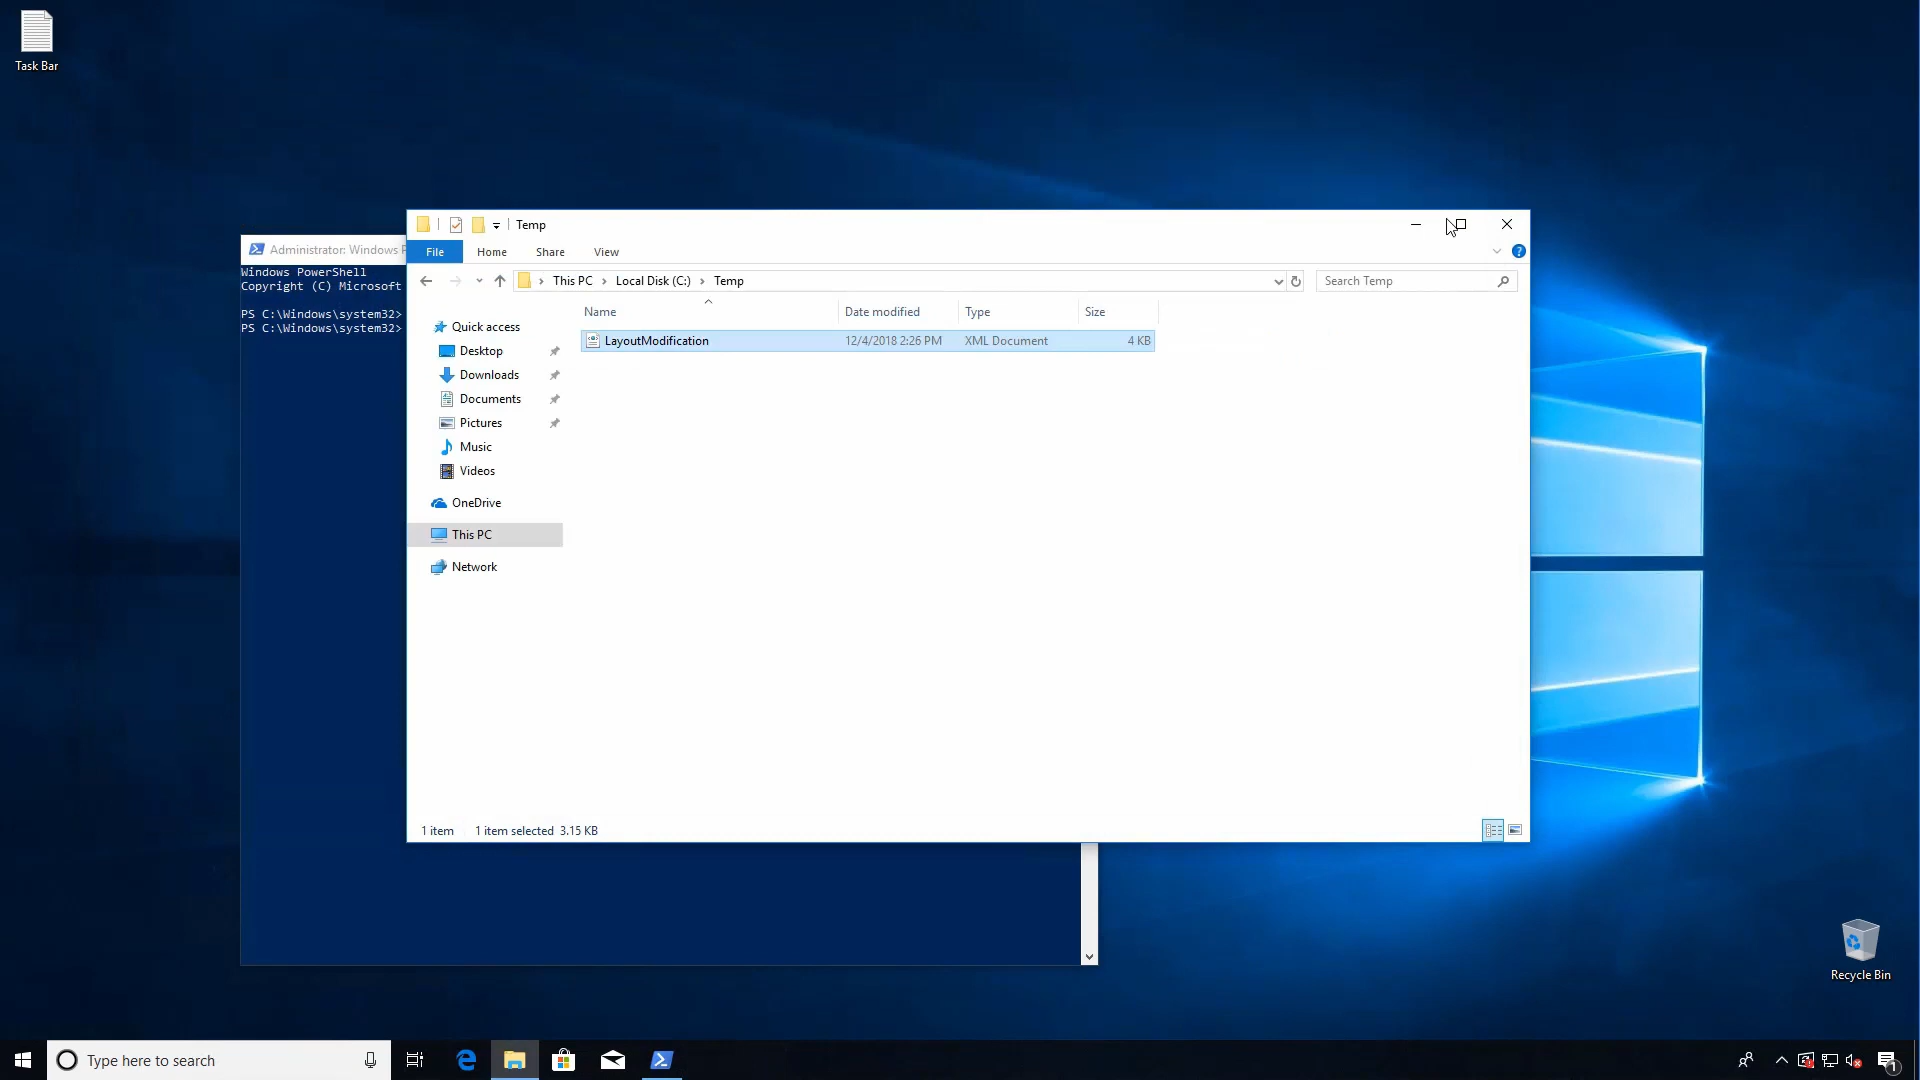 Task Bar
Temp
Administrator: Windows P
File Home Share View
Windows PowerShell
Copyright (C) Microsoft
This PC Local Disk (C:) Temp
Search Temp
PS C:\Windows\system32>
PS C:\Windows\system32>
Name Date modified Type Size
Quick access
LayoutModification 12/4/2018 2:26 PM XML Document 4 KB
Desktop
Downloads
Documents
Pictures
Music
Videos
OneDrive
This PC
Network
1 item 1 item selected 3.15 KB
Recycle Bin
Type here to search
1